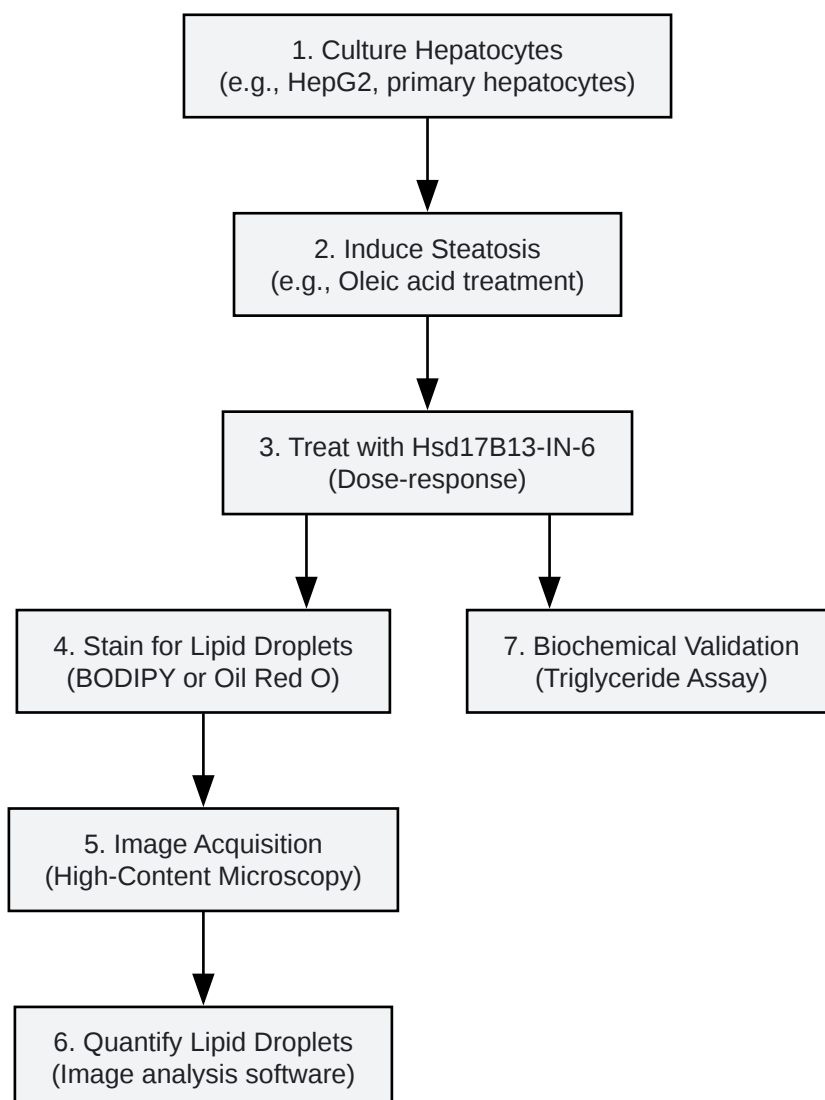 1. Culture Hepatocytes
(e.g., HepG2, primary hepatocytes)
2. Induce Steatosis
(e.g., Oleic acid treatment)
3. Treat with Hsd17B13-IN-6
(Dose-response)
4. Stain for Lipid Droplets
(BODIPY or Oil Red O)
7. Biochemical Validation
(Triglyceride Assay)
5. Image Acquisition
(High-Content Microscopy)
6. Quantify Lipid Droplets
(Image analysis software)